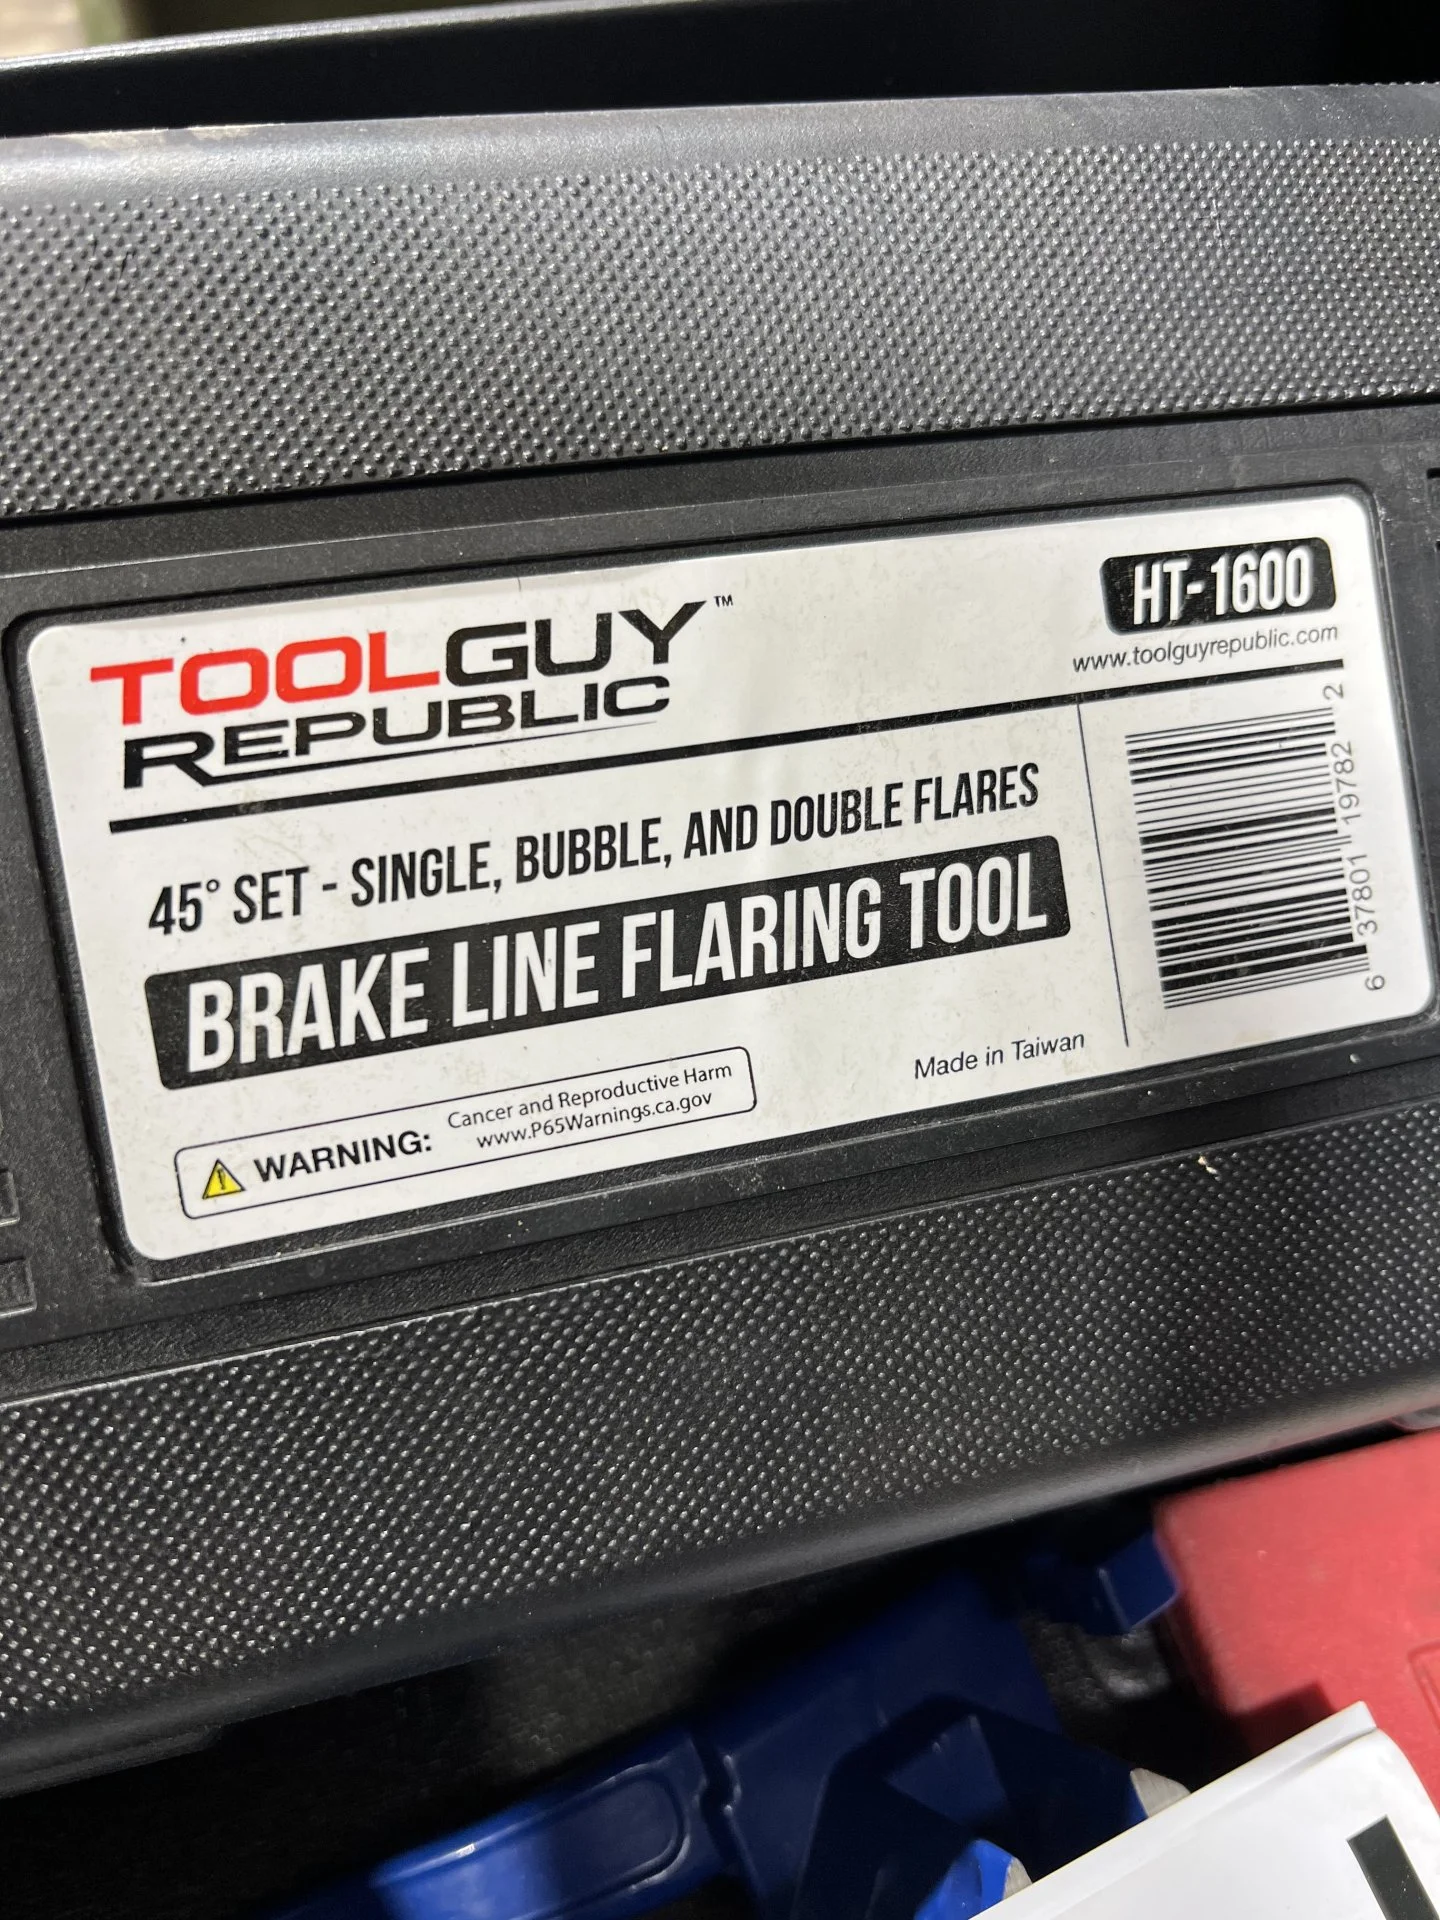 TOOLGUY™
REPUBLIC
HT-1600
www.toolguyrepublic.com
45° SET - SINGLE, BUBBLE, AND DOUBLE FLARES
BRAKE LINE FLARING TOOL
WARNING: Cancer and Reproductive Harm
www.P65Warnings.ca.gov
Made in Taiwan
6 37801 19782 2